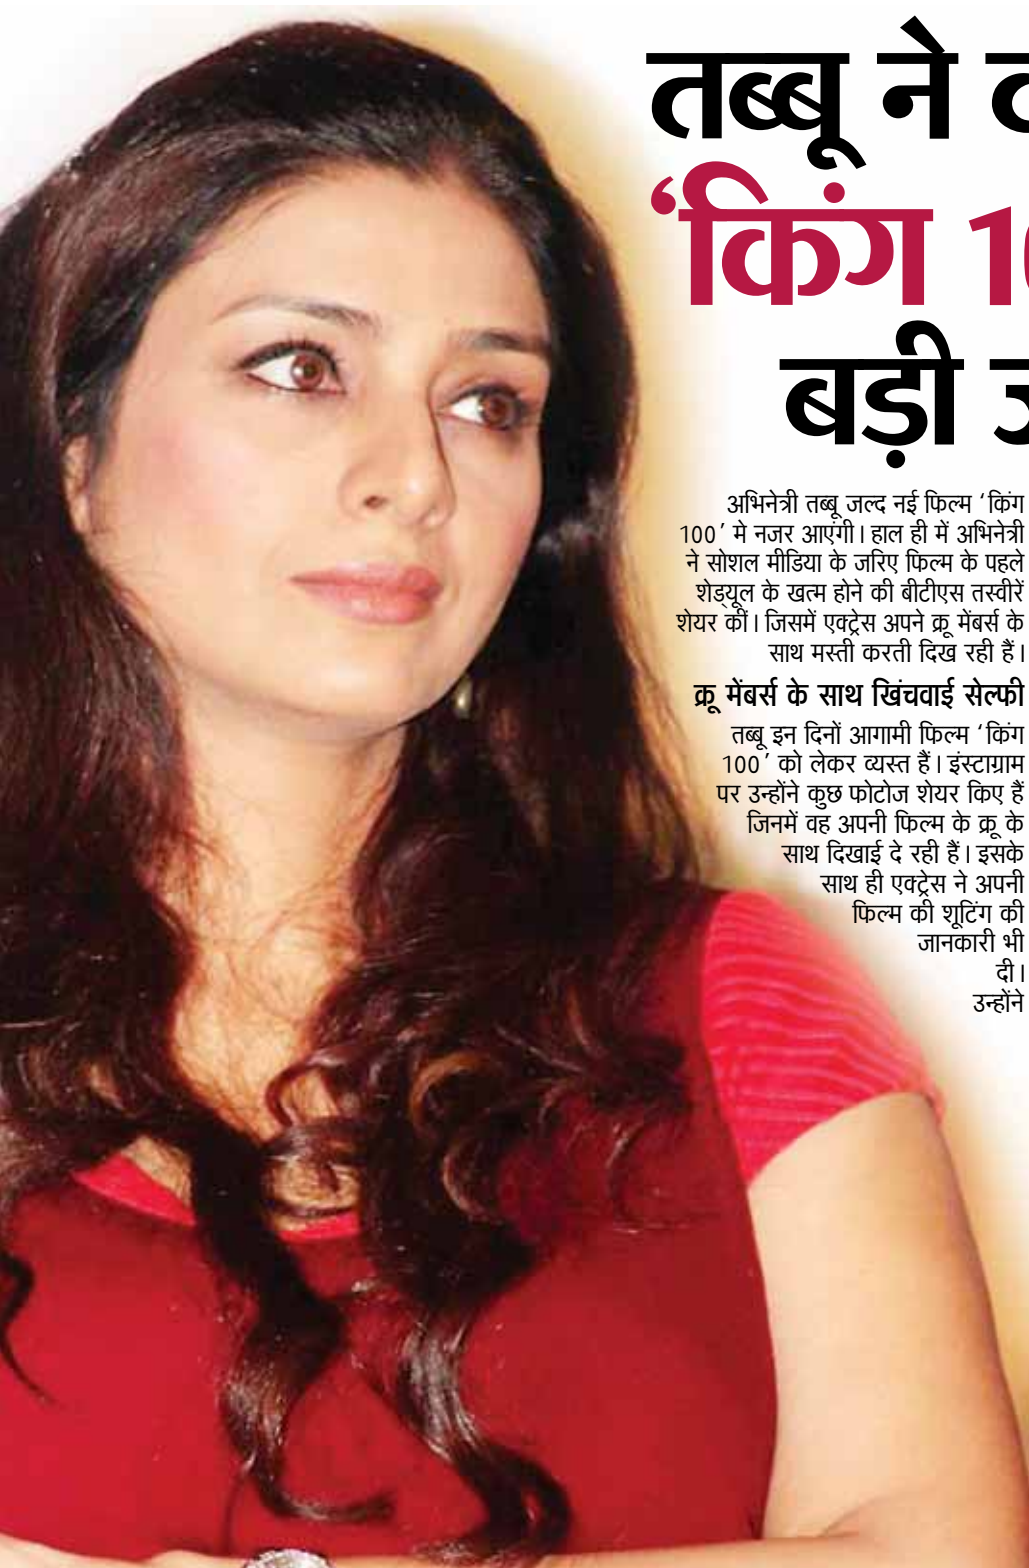 तब्बू ने
‘किंग
बड़ी
अभिनेत्री तब्बू जल्द नई फिल्म ‘किंग
100’ मे नजर आएंगी। हाल ही में अभिनेत्री
ने सोशल मीडिया के जरिए फिल्म के पहले
शेड्यूल के खत्म होने की बीटीएस तस्वीरें
शेयर कीं। जिसमें एक्ट्रेस अपने क्रू मेंबर्स के
साथ मस्ती करती दिख रही हैं।
क्रू मेंबर्स के साथ खिंचवाई सेल्फी
तब्बू इन दिनों आगामी फिल्म ‘किंग
100’ को लेकर व्यस्त हैं। इंस्टाग्राम
पर उन्होंने कुछ फोटोज शेयर किए हैं
जिनमें वह अपनी फिल्म के क्रू के
साथ दिखाई दे रही हैं। इसके
साथ ही एक्ट्रेस ने अपनी
फिल्म की शूटिंग की
जानकारी भी
दी।
उन्होंने